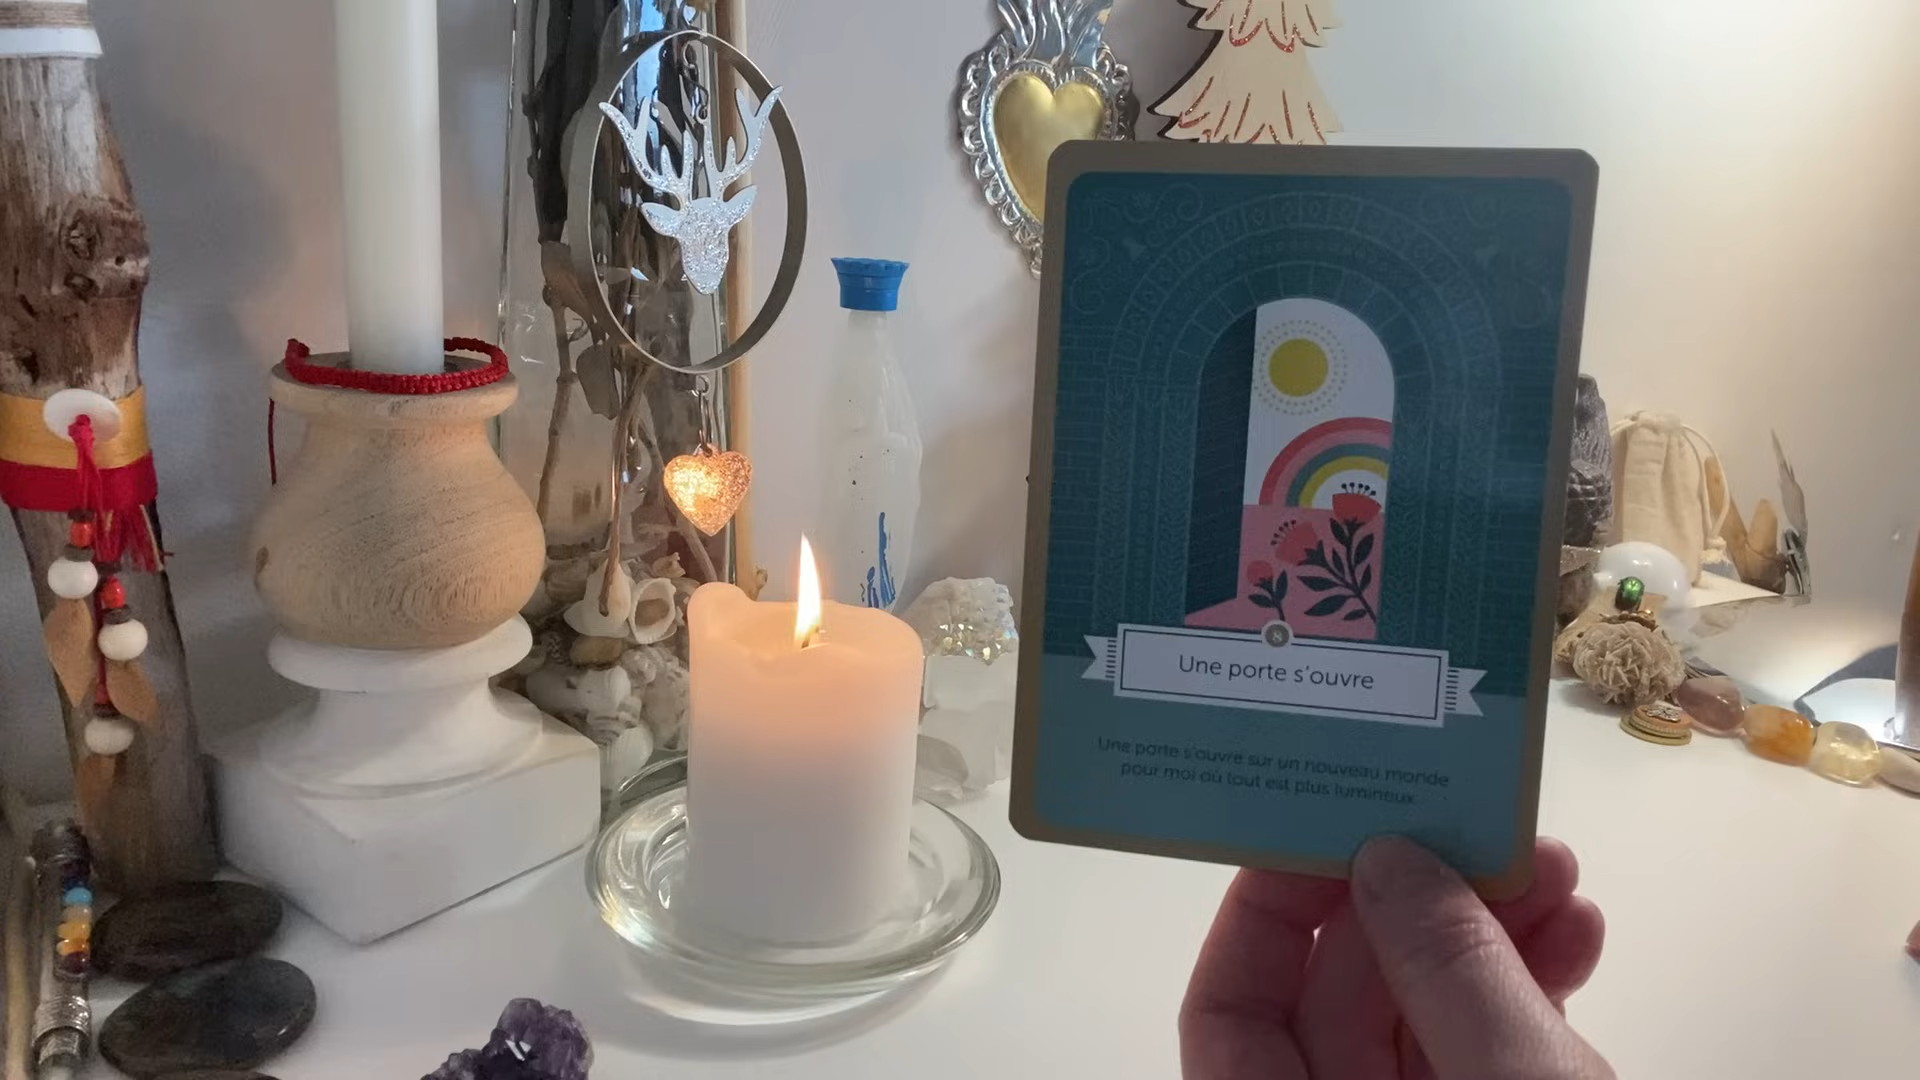 8
Une porte s'ouvre
Une porte s'ouvre sur un nouveau monde
pour moi où tout est plus lumineux